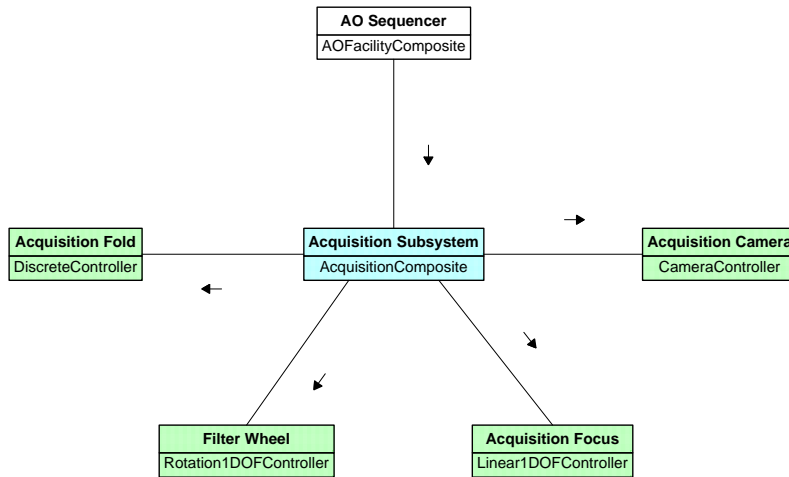 AO Sequencer
AOFacilityComposite
Acquisition Fold
DiscreteController
Acquisition Subsystem
AcquisitionComposite
Acquisition Camera
CameraController
Filter Wheel
Rotation1DOFController
Acquisition Focus
Linear1DOFController